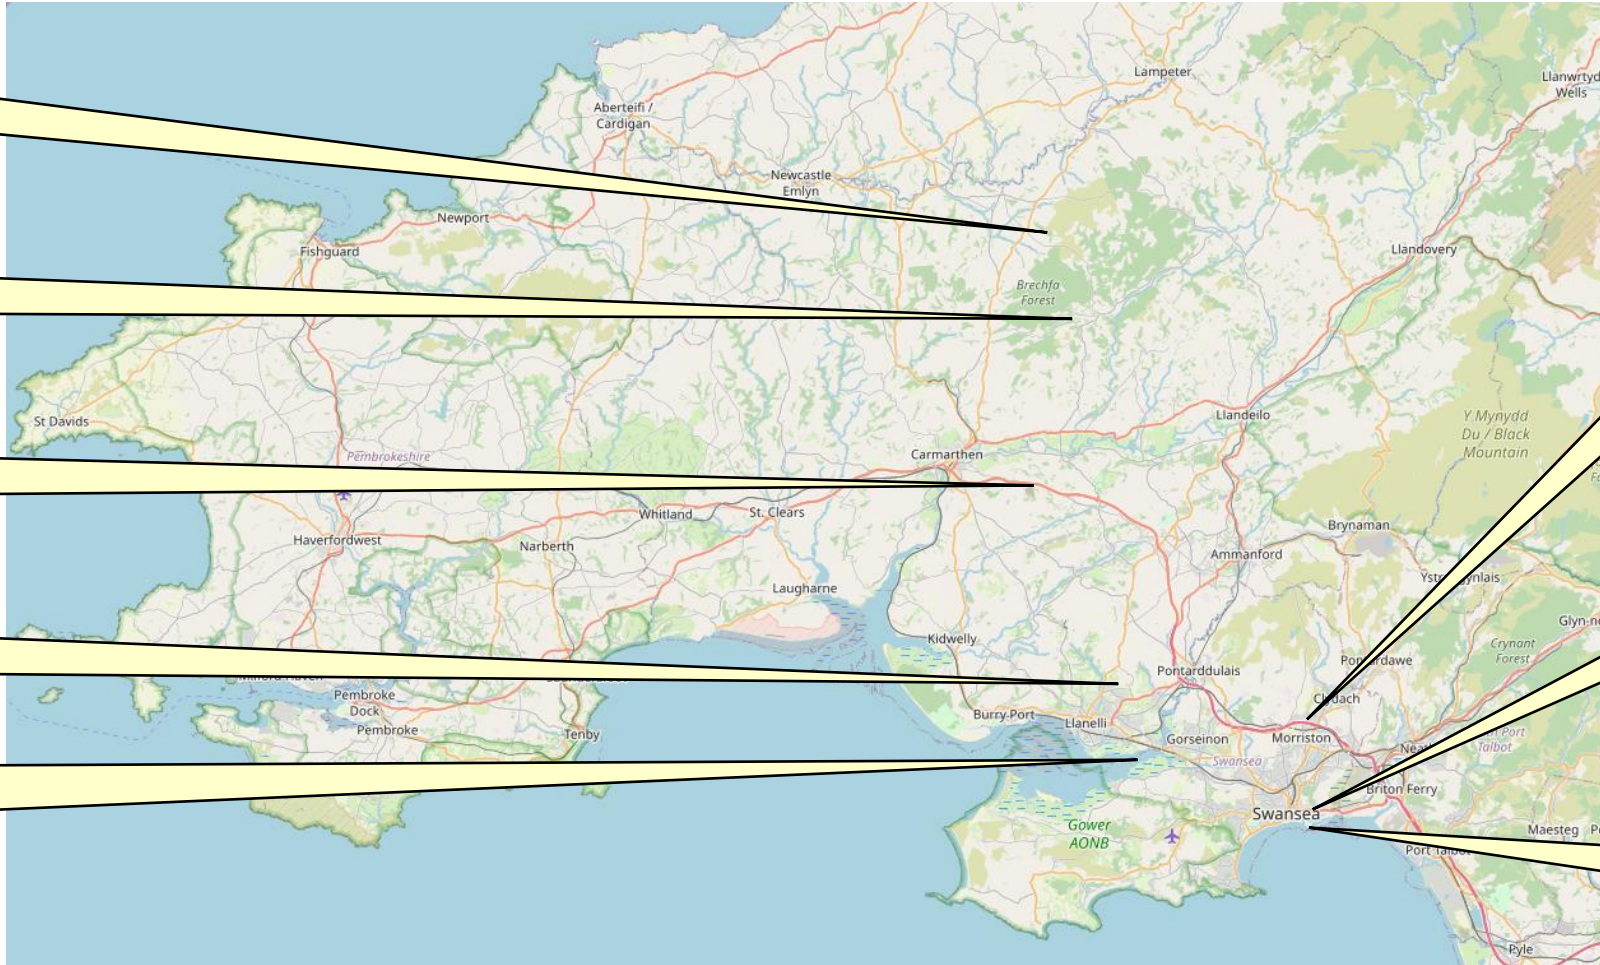 Lampeter
Llanwrtyd
Wells
Aberteifi /
Cardigan
Newcastle
Emlyn
Newport
Fishguard
Llandovery
Brechfa
Forest
St Davids
Llandeilo
Y Mynydd
Du / Black
Mountain
Carmarthen
Pembrokeshire
Whitland
St. Clears
Brynaman
Haverfordwest
Narberth
Ammanford
Laugharne
Glyn-n
Kidwelly
Crynant
Forest
Pontarddulais
Pembroke
Dock
Burry Port
Llanelli
Pembroke
Tenby
Gorseinon
Morriston
Port
Talbot
Swansea
Briton Ferry
Swansea
Gower
AONB
Maesteg
Pyle